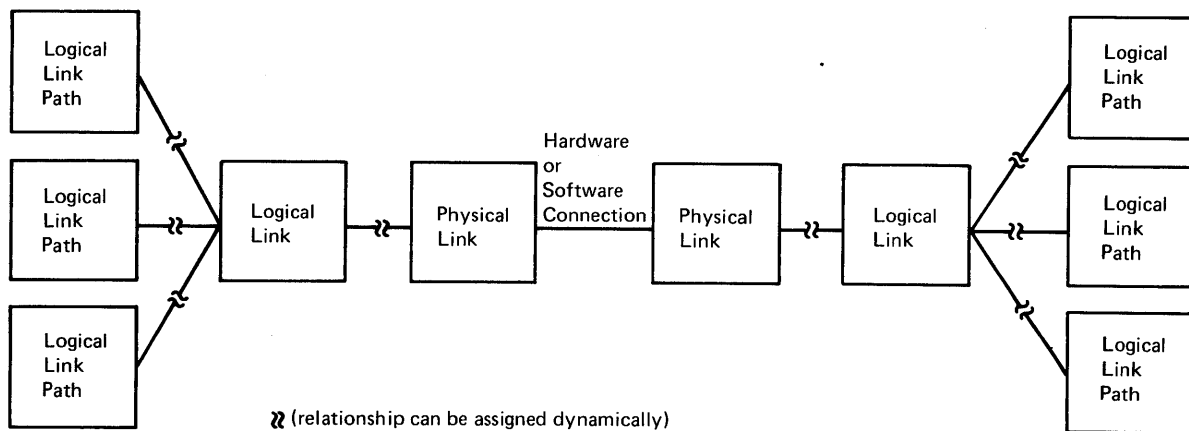 Logical
Link
Path
Logical
Link
Path
Logical
Link
Path
Logical
Link
Physical
Link
Hardware
or
Software
Connection
Physical
Link
Logical
Link
Logical
Link
Path
Logical
Link
Path
Logical
Link
Path
(relationship can be assigned dynamically)